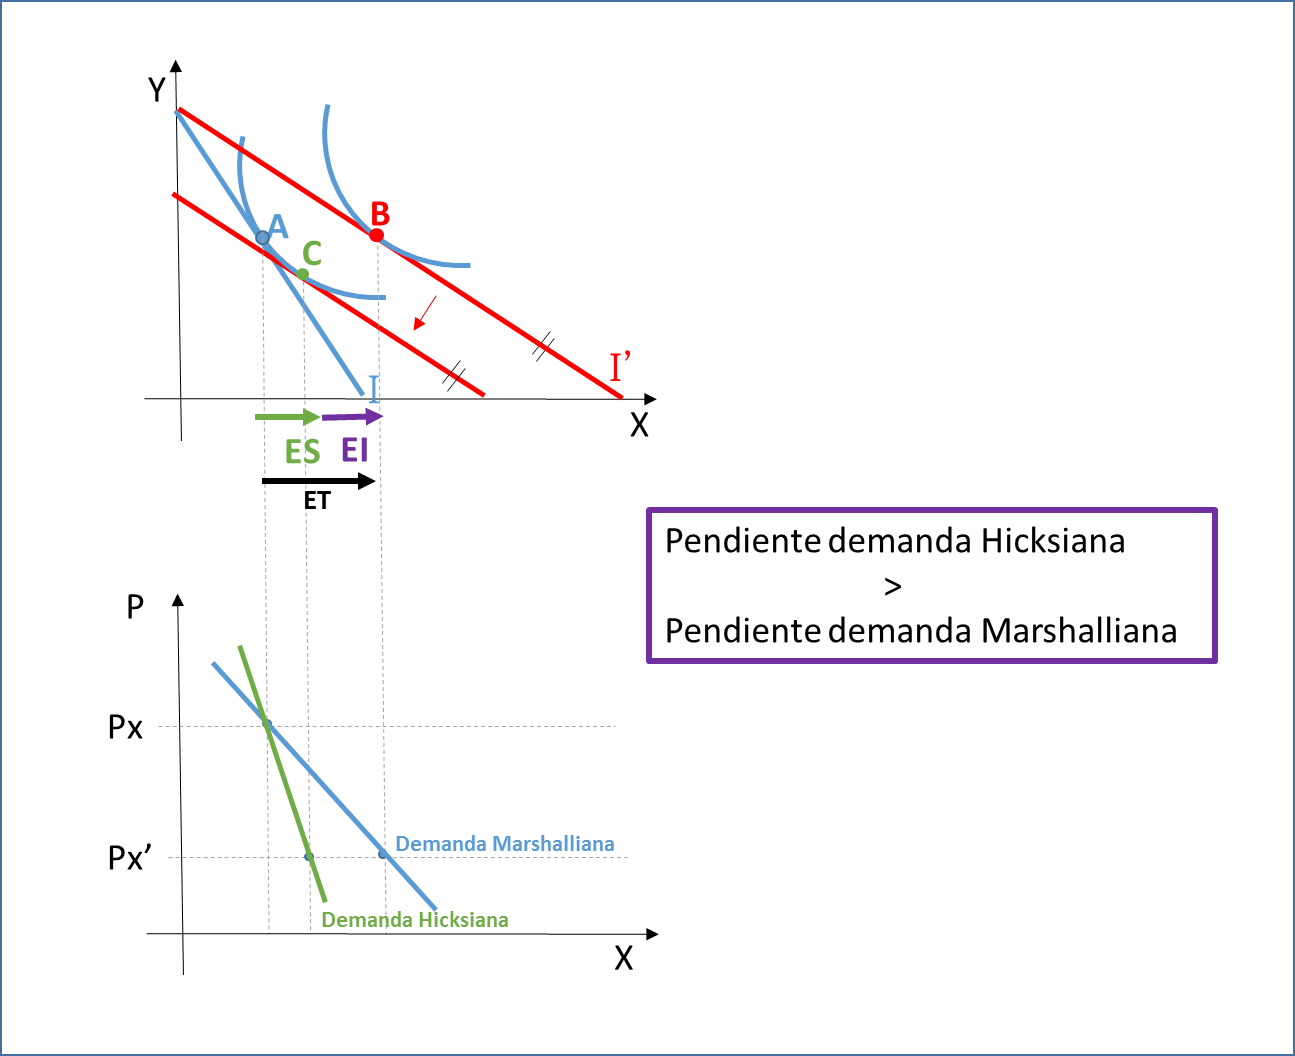 Y
A
B
C
I
I’
X
ES
EI
ET
Pendiente demanda Hicksiana
>
Pendiente demanda Marshalliana
P
Px
Px’
Demanda Marshalliana
Demanda Hicksiana
X